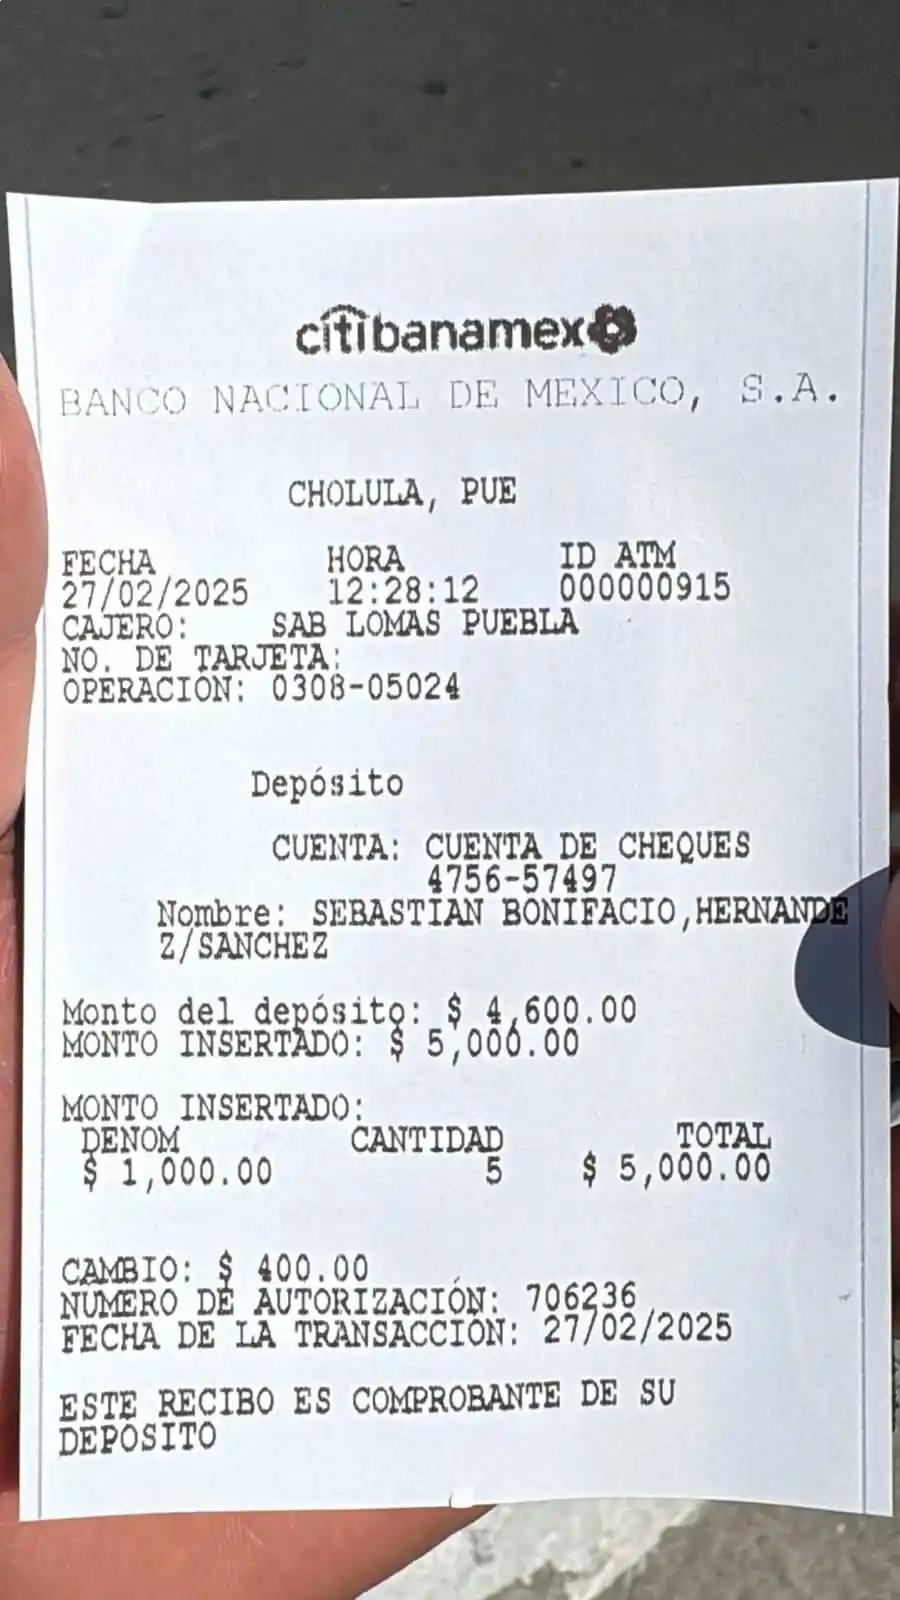 citibanamex
BANCO NACIONAL DE MEXICO, S.A.
CHOLULA, PUE
FECHA HORA ID ATM
27/02/2025 12:28:12 000000915
CAJERO: SAB LOMAS PUEBLA
NO. DE TARJETA:
OPERACION: 0308-05024
Depósito
CUENTA: CUENTA DE CHEQUES
4756-57497
Nombre: SEBASTIAN BONIFACIO,HERNANDE
Z/SANCHEZ
Monto del depósito: $ 4,600.00
MONTO INSERTADO: $ 5,000.00
MONTO INSERTADO:
DENOM CANTIDAD TOTAL
$ 1,000.00 5 $ 5,000.00
CAMBIO: $ 400.00
NÚMERO DE AUTORIZACIÓN: 706236
FECHA DE LA TRANSACCIÓN: 27/02/2025
ESTE RECIBO ES COMPROBANTE DE SU
DEPÓSITO